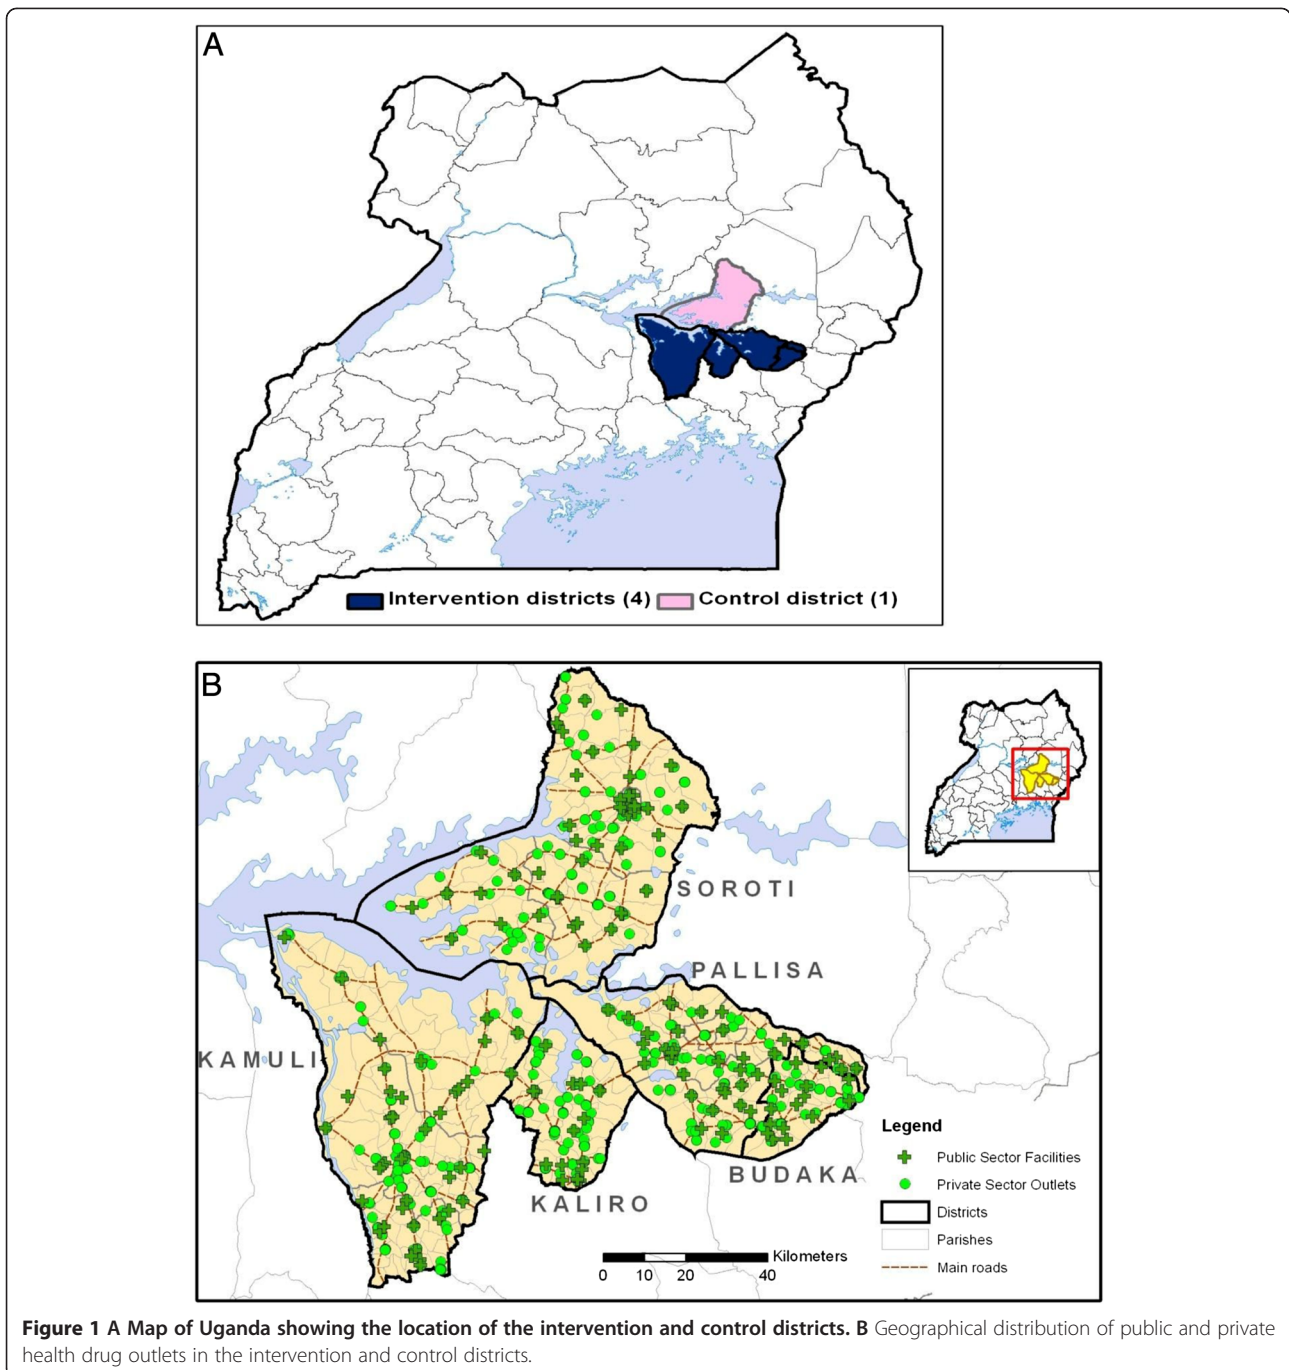 A
Intervention districts (4) Control district (1)
B
SOROTI
PALLISA
KAMULI
BUDAKA
KALIRO
Legend
Public Sector Facilities
Private Sector Outlets
Districts
Parishes
Main roads
Kilometers
0 10 20 40
Figure 1 A Map of Uganda showing the location of the intervention and control districts. B Geographical distribution of public and private
health drug outlets in the intervention and control districts.